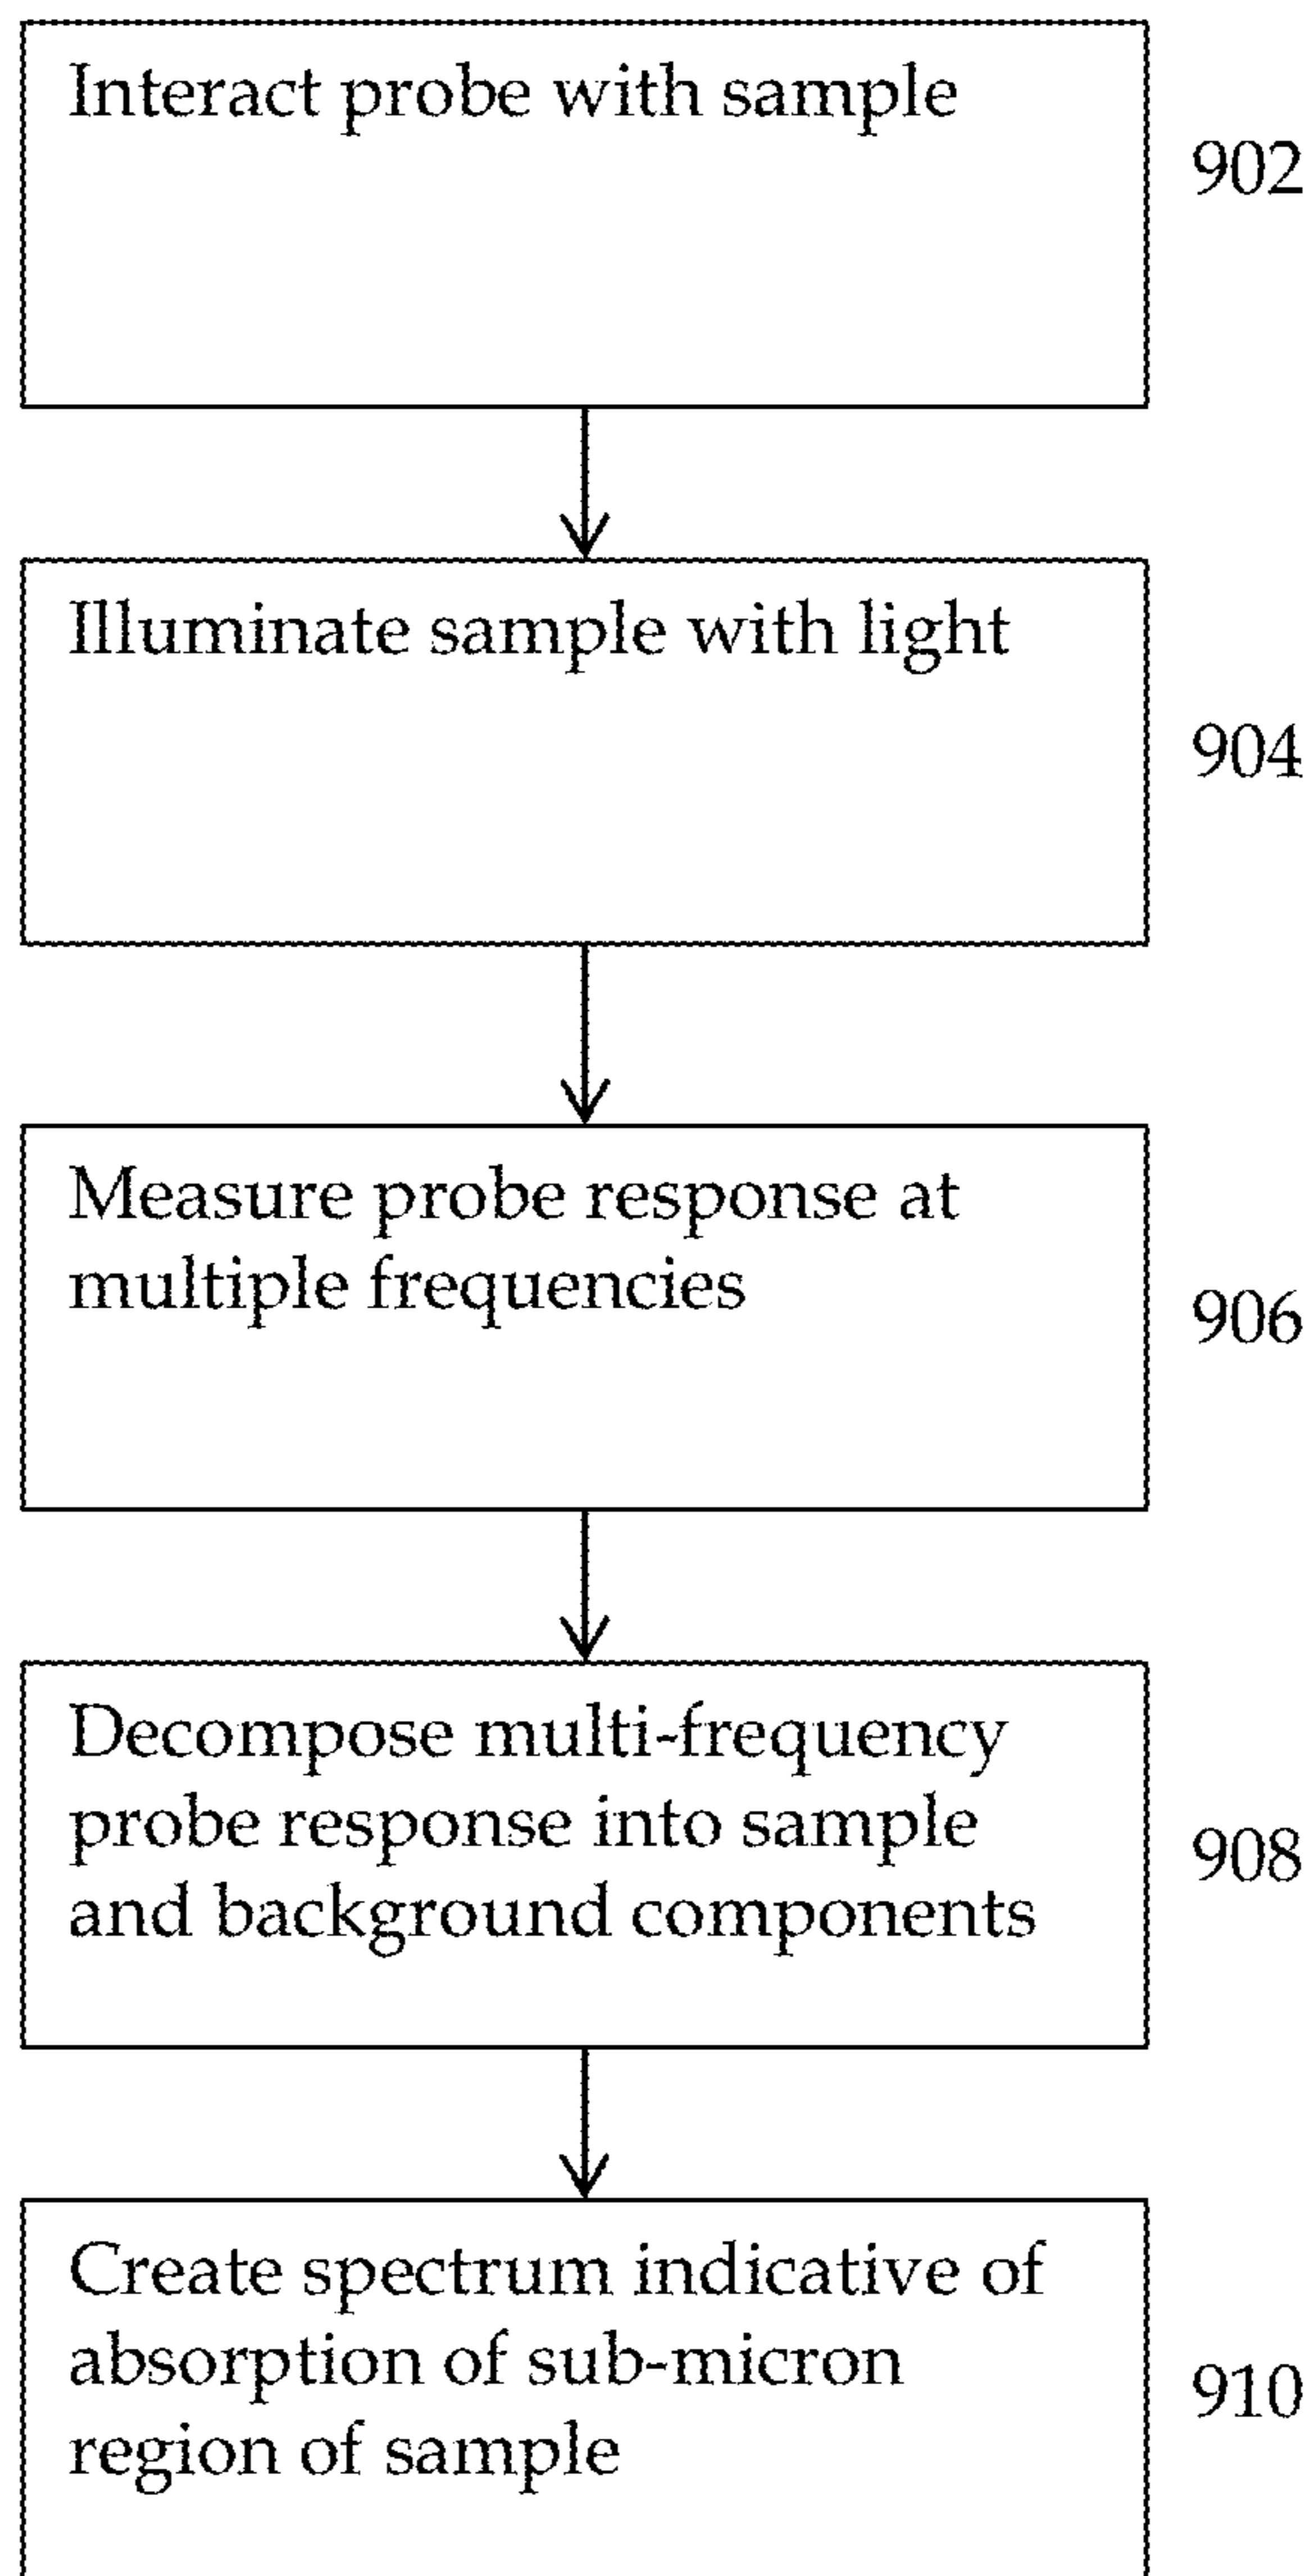 Interact probe with sample
902
Illuminate sample with light
904
Measure probe response at
multiple frequencies
906
Decompose multi-frequency
probe response into sample
and background components
908
Create spectrum indicative of
absorption of sub-micron
region of sample
910